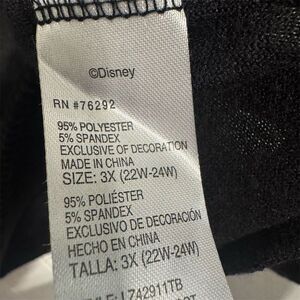 ©Disney
RN #76292
95% POLYESTER
5% SPANDEX
EXCLUSIVE OF DECORATION
MADE IN CHINA
SIZE: 3X (22W-24W)
95% POLIÉSTER
5% SPANDEX
EXCLUSIVO DE DECORACIÓN
HECHO EN CHINA
TALLA: 3X (22W-24W)
LZ42911TB